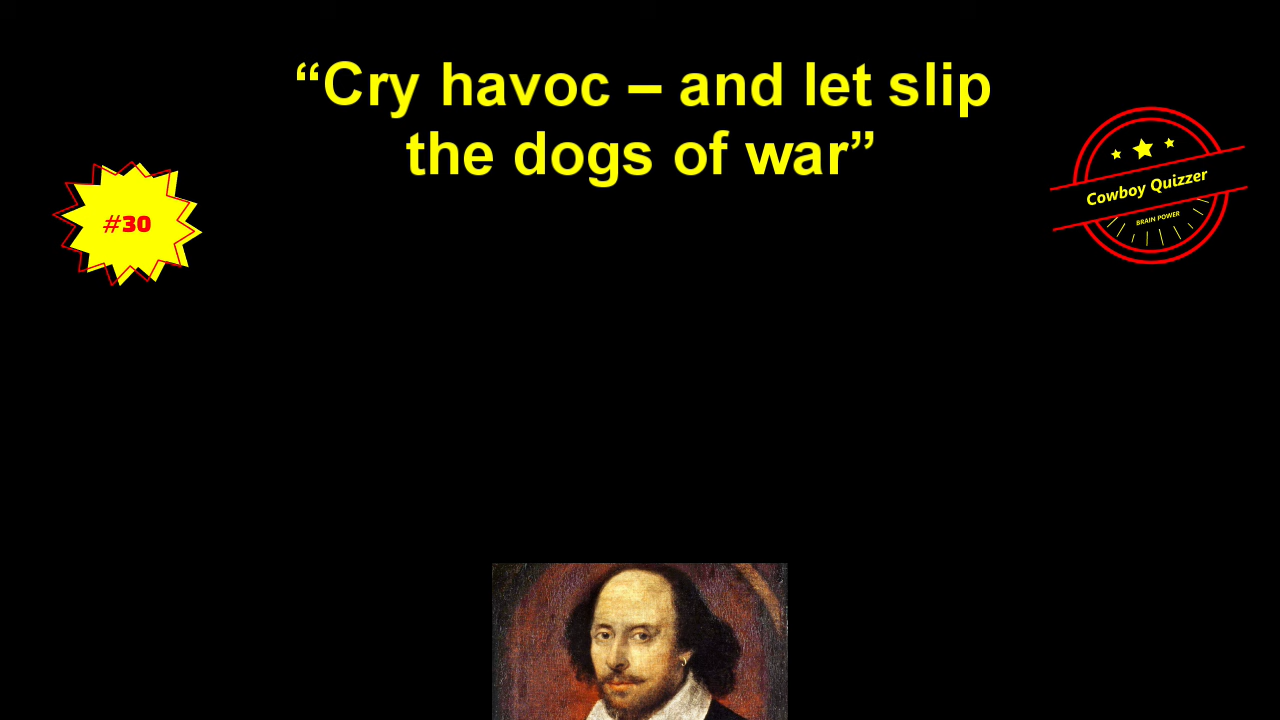 “Cry havoc – and let slip
the dogs of war”
#30
Cowboy Quizzer
BRAIN POWER